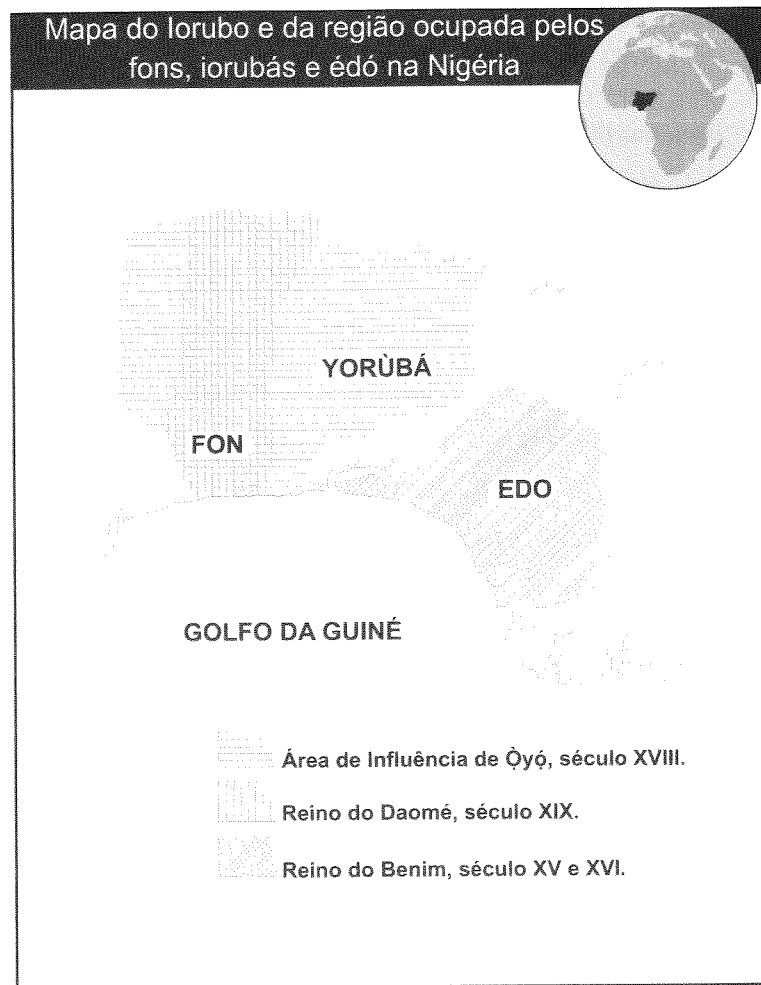 Mapa do Iorubo e da região ocupada pelos
fons, iorubás e édó na Nigéria
YORÙBÁ
FON
EDO
GOLFO DA GUINÉ
Área de Influência de Ọ̀yọ́, século XVIII.
Reino do Daomé, século XIX.
Reino do Benim, século XV e XVI.